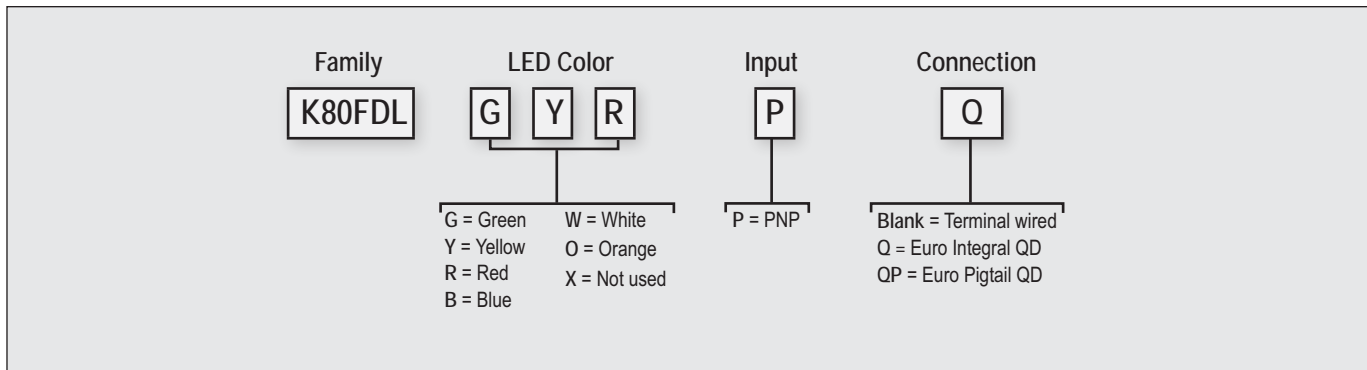 Family LED Color Input Connection
K80FDL G Y R P Q
G = Green
Y = Yellow
R = Red
B = Blue
W = White
O = Orange
X = Not used
P = PNP
Blank = Terminal wired
Q = Euro Integral QD
QP = Euro Pigtail QD